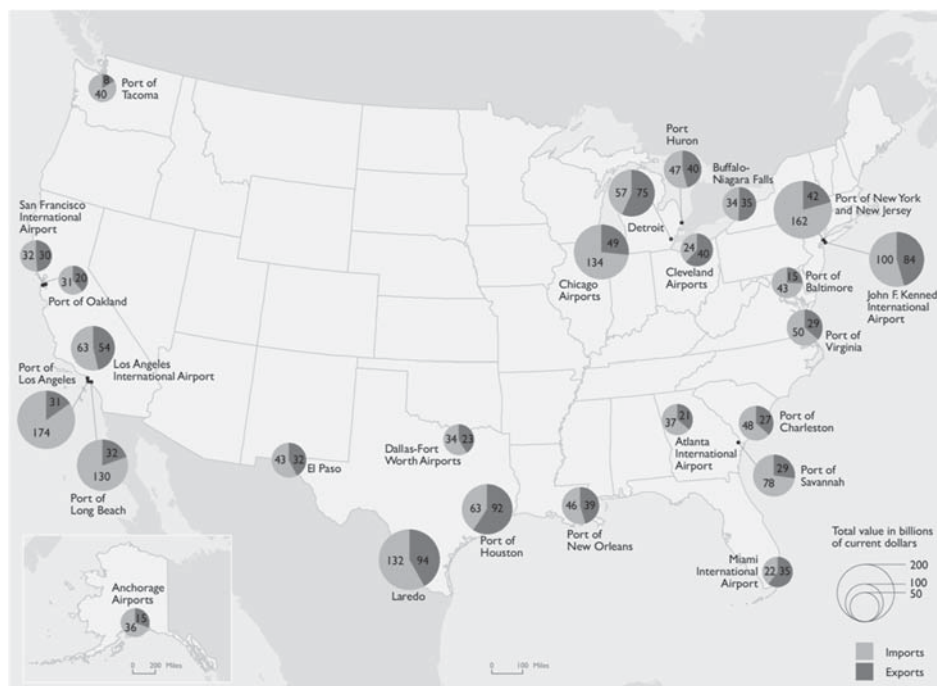 8
40
Port of
Tacoma
San Francisco
International
Airport
32 30
31 20
Port of Oakland
63 54
Los Angeles
International Airport
Port of
Los Angeles
31
174
32
130
Port of
Long Beach
Port
Huron
47 40
Buffalo-
Niagara Falls
34 35
57 75
Detroit
49
134
Chicago
Airports
24
40
Cleveland
Airports
42
162
Port of New York
and New Jersey
100 84
John F. Kenned
International
Airport
15
43
Port of
Baltimore
29
50
Port of
Virginia
21
37
Atlanta
International
Airport
27
48
Port of
Charleston
29
78
Port of
Savannah
34 23
Dallas-Fort
Worth Airports
43 32
El Paso
63 92
Port of
Houston
46 39
Port of
New Orleans
132 94
Laredo
Miami
International
Airport
22 35
Anchorage
Airports
15
36
0 200 Miles
0 100 Miles
Total value in billions
of current dollars
200
100
50
Imports
Exports